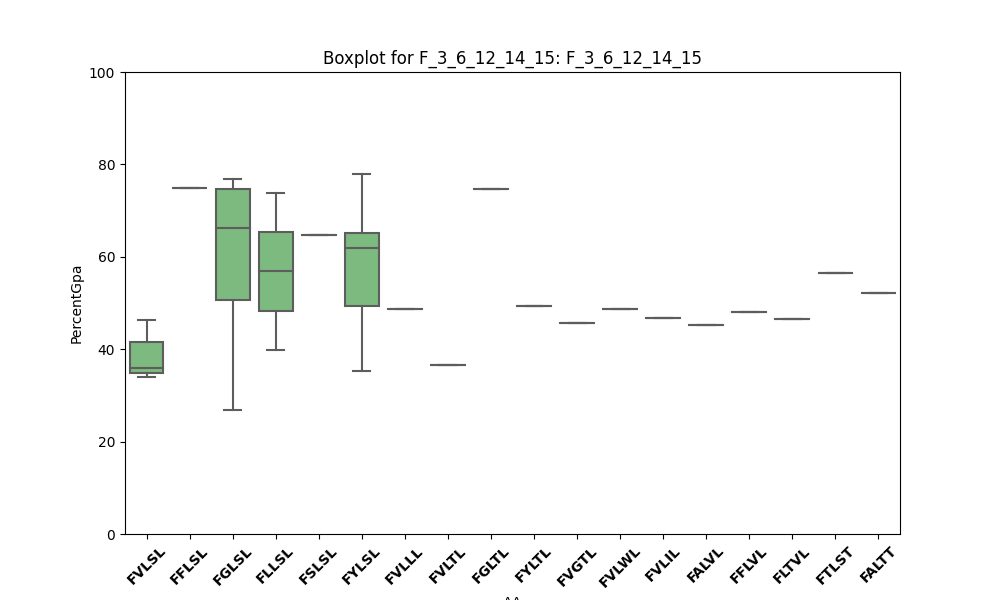 Boxplot for F_3_6_12_14_15: F_3_6_12_14_15
100
80
60
40
20
0
PercentGpa
FVLSL
FFLSL
FGLSL
FLLSL
FSLSL
FYLSL
FVLLL
FVLTL
FGLTL
FYLTL
FVGTL
FVLWL
FVLIL
FALVL
FFLVL
FLTVL
FTLST
FALTT